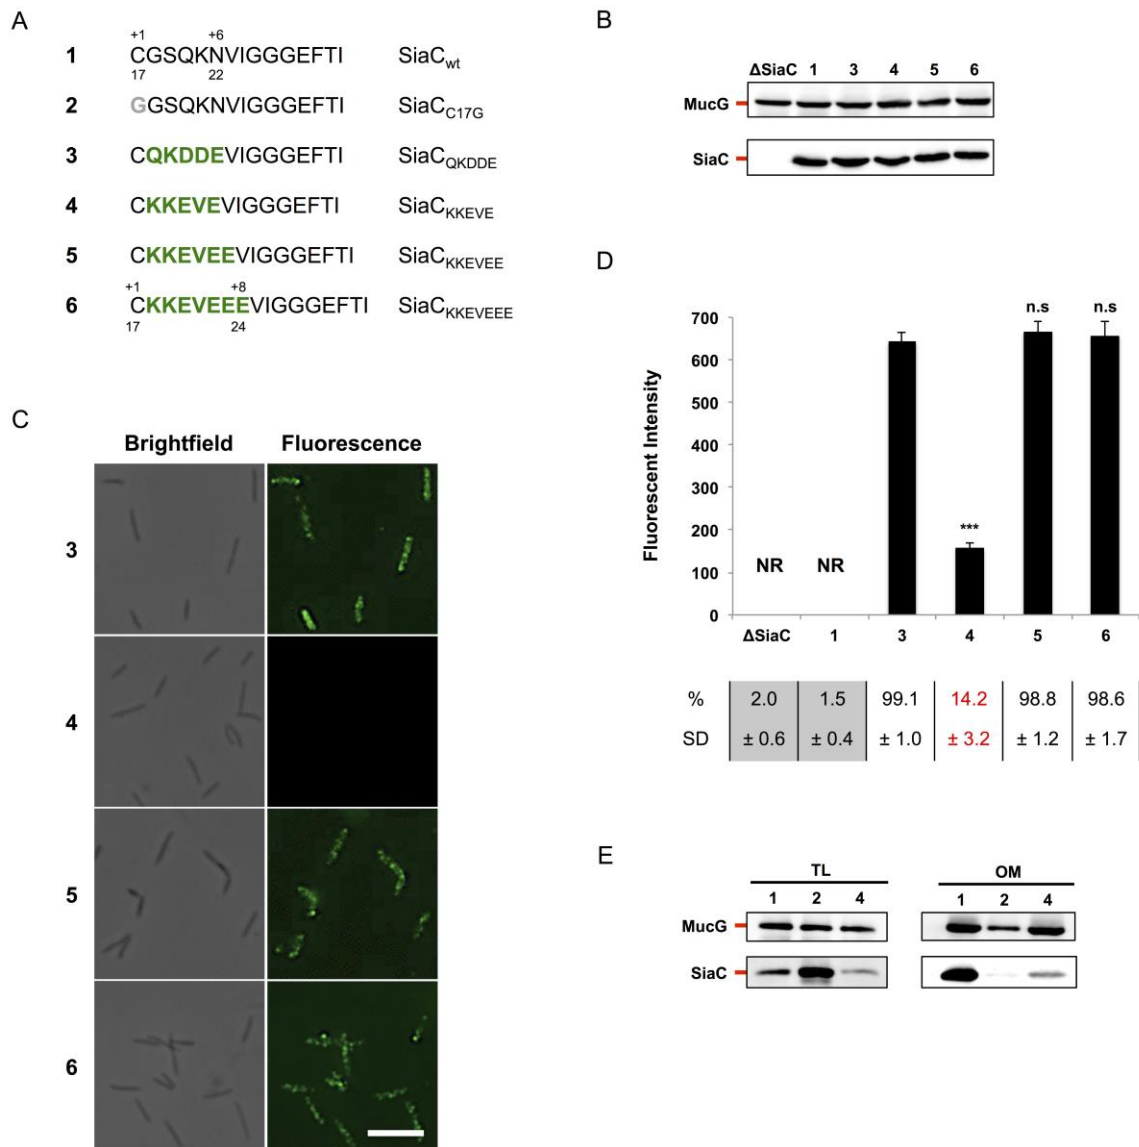 A
+1 +6
1 CGSQKNVIGGGEFTI SiaCwt
17 22
2 GGSQKNVIGGGEFTI SiaCC17G
3 CQKDDEVIGGGEFTI SiaCQKDDE
4 CKKEVEVIGGGEFTI SiaCKKEVE
5 CKKEVEEVIGGGEFTI SiaCKKEVEE
+1 +8
6 CKKEVEEEVIGGGEFTI SiaCKKEVEEE
17 24
B
ΔSiaC 1 3 4 5 6
MucG
SiaC
C
Brightfield Fluorescence
3
4
5
6
D
Fluorescent Intensity
700
600
500
400
300
200
100
0
NR NR *** n.s n.s
ΔSiaC 1 3 4 5 6
% 2.0 1.5 99.1 14.2 98.8 98.6
SD ± 0.6 ± 0.4 ± 1.0 ± 3.2 ± 1.2 ± 1.7
E
TL OM
1 2 4 1 2 4
MucG
SiaC